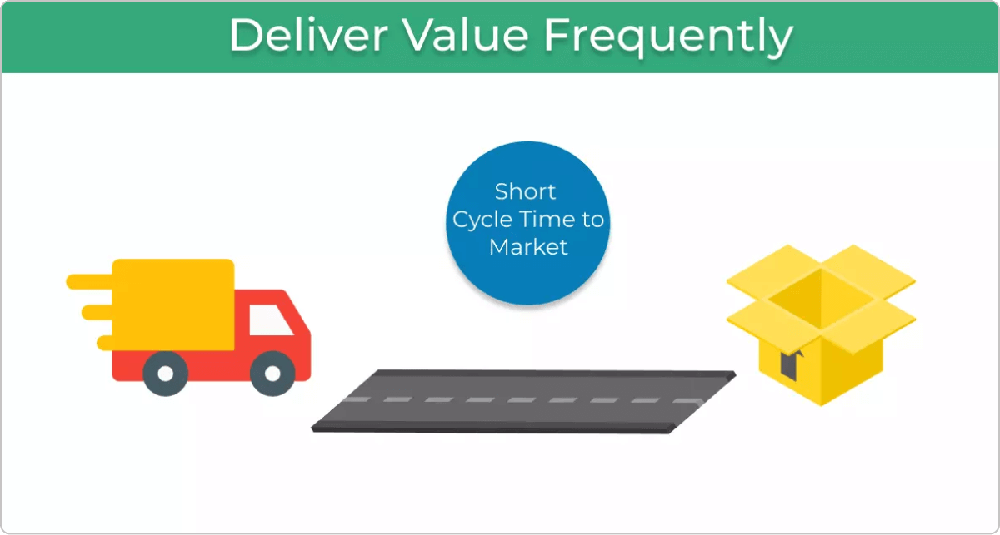 Deliver Value Frequently
Short
Cycle Time to
Market